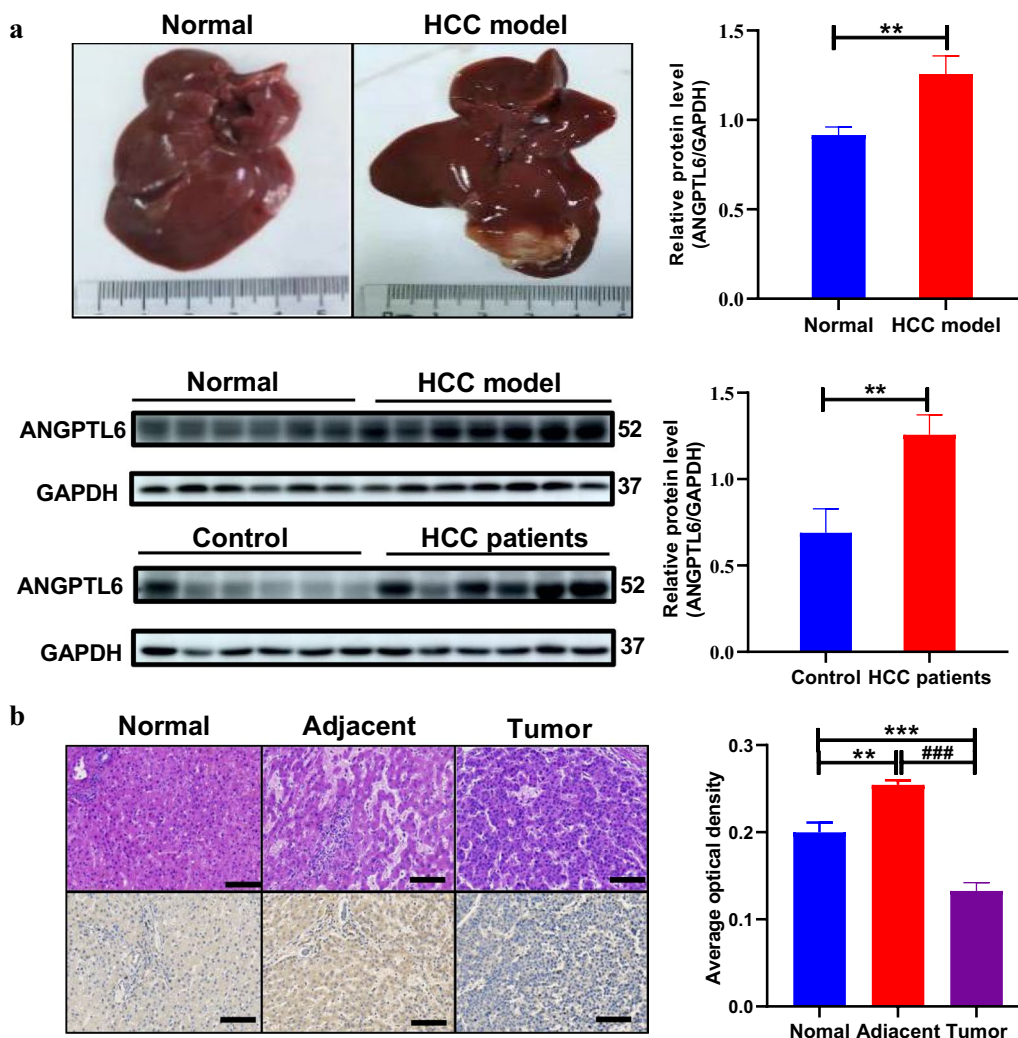 a
Normal
HCC model
Relative protein level
(ANGPTL6/GAPDH)
1.5
1.0
0.5
0.0
**
Normal
HCC model
Normal
HCC model
ANGPTL6
52
GAPDH
37
Control
HCC patients
ANGPTL6
52
GAPDH
37
Relative protein level
(ANGPTL6/GAPDH)
1.5
1.0
0.5
0.0
**
Control
HCC patients
b
Normal
Adjacent
Tumor
Average optical density
0.3
0.2
0.1
0.0
***
**
###
Nomal
Adjacent
Tumor